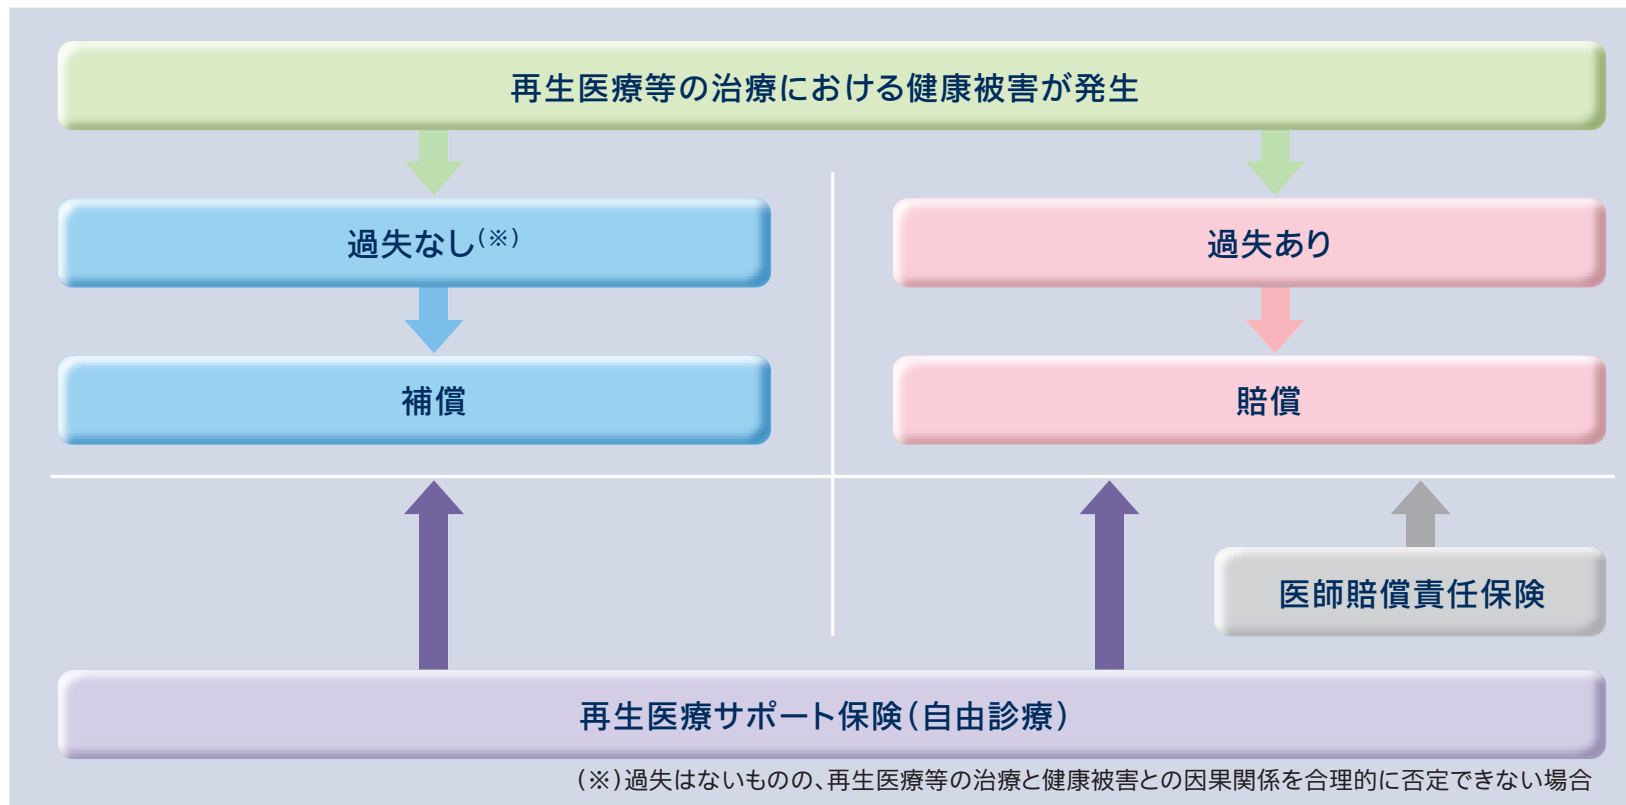 再生医療等の治療における健康被害が発生
過失なし(※)
過失あり
補償
賠償
医師賠償責任保険
再生医療サポート保険(自由診療)
(※)過失はないものの、再生医療等の治療と健康被害との因果関係を合理的に否定できない場合